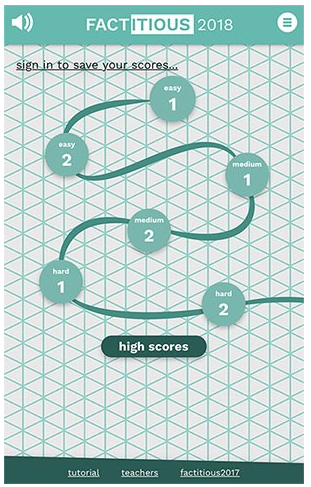 FACTITIOUS 2018
sign in to save your scores...
easy
1
easy
2
medium
1
medium
2
hard
1
hard
2
high scores
tutorial teachers factitious2017